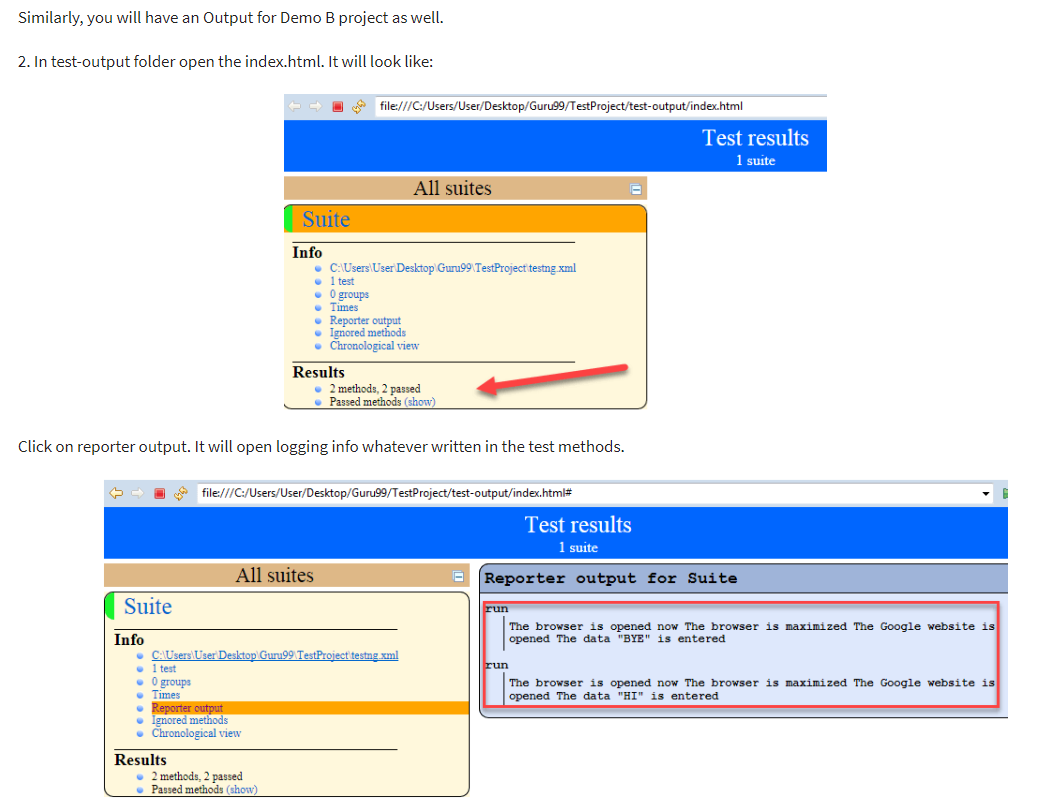 Similarly, you will have an Output for Demo B project as well.
2. In test-output folder open the index.html. It will look like:
file:///C:/Users/User/Desktop/Guru99/TestProject/test-output/index.html
Test results
1 suite
All suites
Suite
Info
C:\Users\User\Desktop\Guru99\TestProject\testng.xml
1 test
0 groups
Times
Reporter output
Ignored methods
Chronological view
Results
2 methods, 2 passed
Passed methods (show)
Click on reporter output. It will open logging info whatever written in the test methods.
file:///C:/Users/User/Desktop/Guru99/TestProject/test-output/index.html#
Test results
1 suite
All suites
Suite
Info
C:\Users\User\Desktop\Guru99\TestProject\testng.xml
1 test
0 groups
Times
Reporter output
Ignored methods
Chronological view
Results
2 methods, 2 passed
Passed methods (show)
Reporter output for Suite
run
The browser is opened now The browser is maximized The Google website is
opened The data "BYE" is entered
run
The browser is opened now The browser is maximized The Google website is
opened The data "HI" is entered